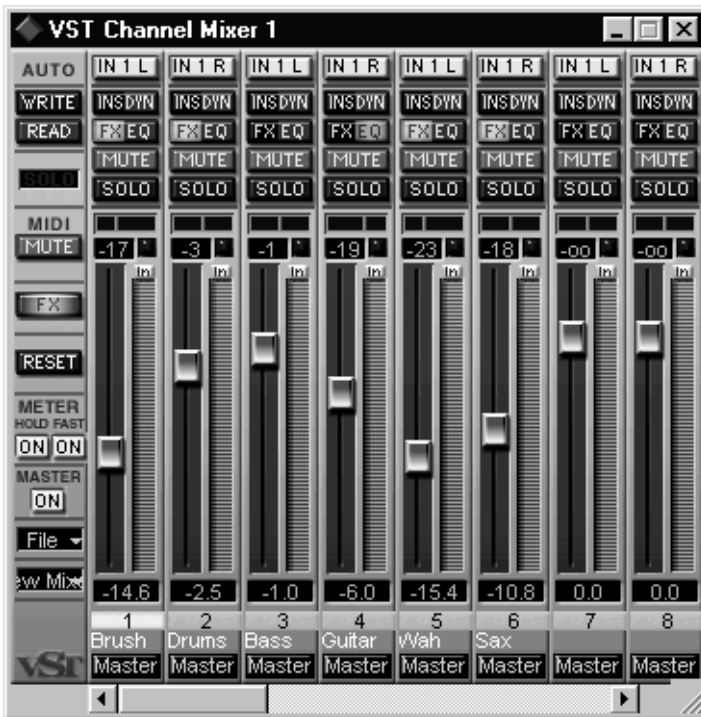 VST Channel Mixer 1
AUTO IN 1 L IN 1 R IN 1 L IN 1 R IN 1 L IN 1 R IN 1 L IN 1 R
WRITE INS DYN INS DYN INS DYN INS DYN INS DYN INS DYN INS DYN INS DYN
READ FX EQ FX EQ FX EQ FX EQ FX EQ FX EQ FX EQ FX EQ
MUTE MUTE MUTE MUTE MUTE MUTE MUTE MUTE
SOLO SOLO SOLO SOLO SOLO SOLO SOLO SOLO SOLO
MIDI
MUTE -17 -3 -1 -19 -23 -18 -oo -oo
In In In In In In In In
FX
RESET
METER
HOLD FAST
ON ON
MASTER
ON
File
ew Mix -14.6 -2.5 -1.0 -6.0 -15.4 -10.8 0.0 0.0
1 2 3 4 5 6 7 8
Brush Drums Bass Guitar Wah Sax
VST Master Master Master Master Master Master Master Master